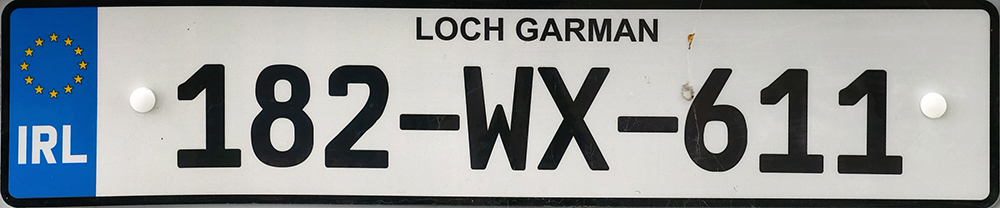 LOCH GARMAN
IRL
182-WX-611